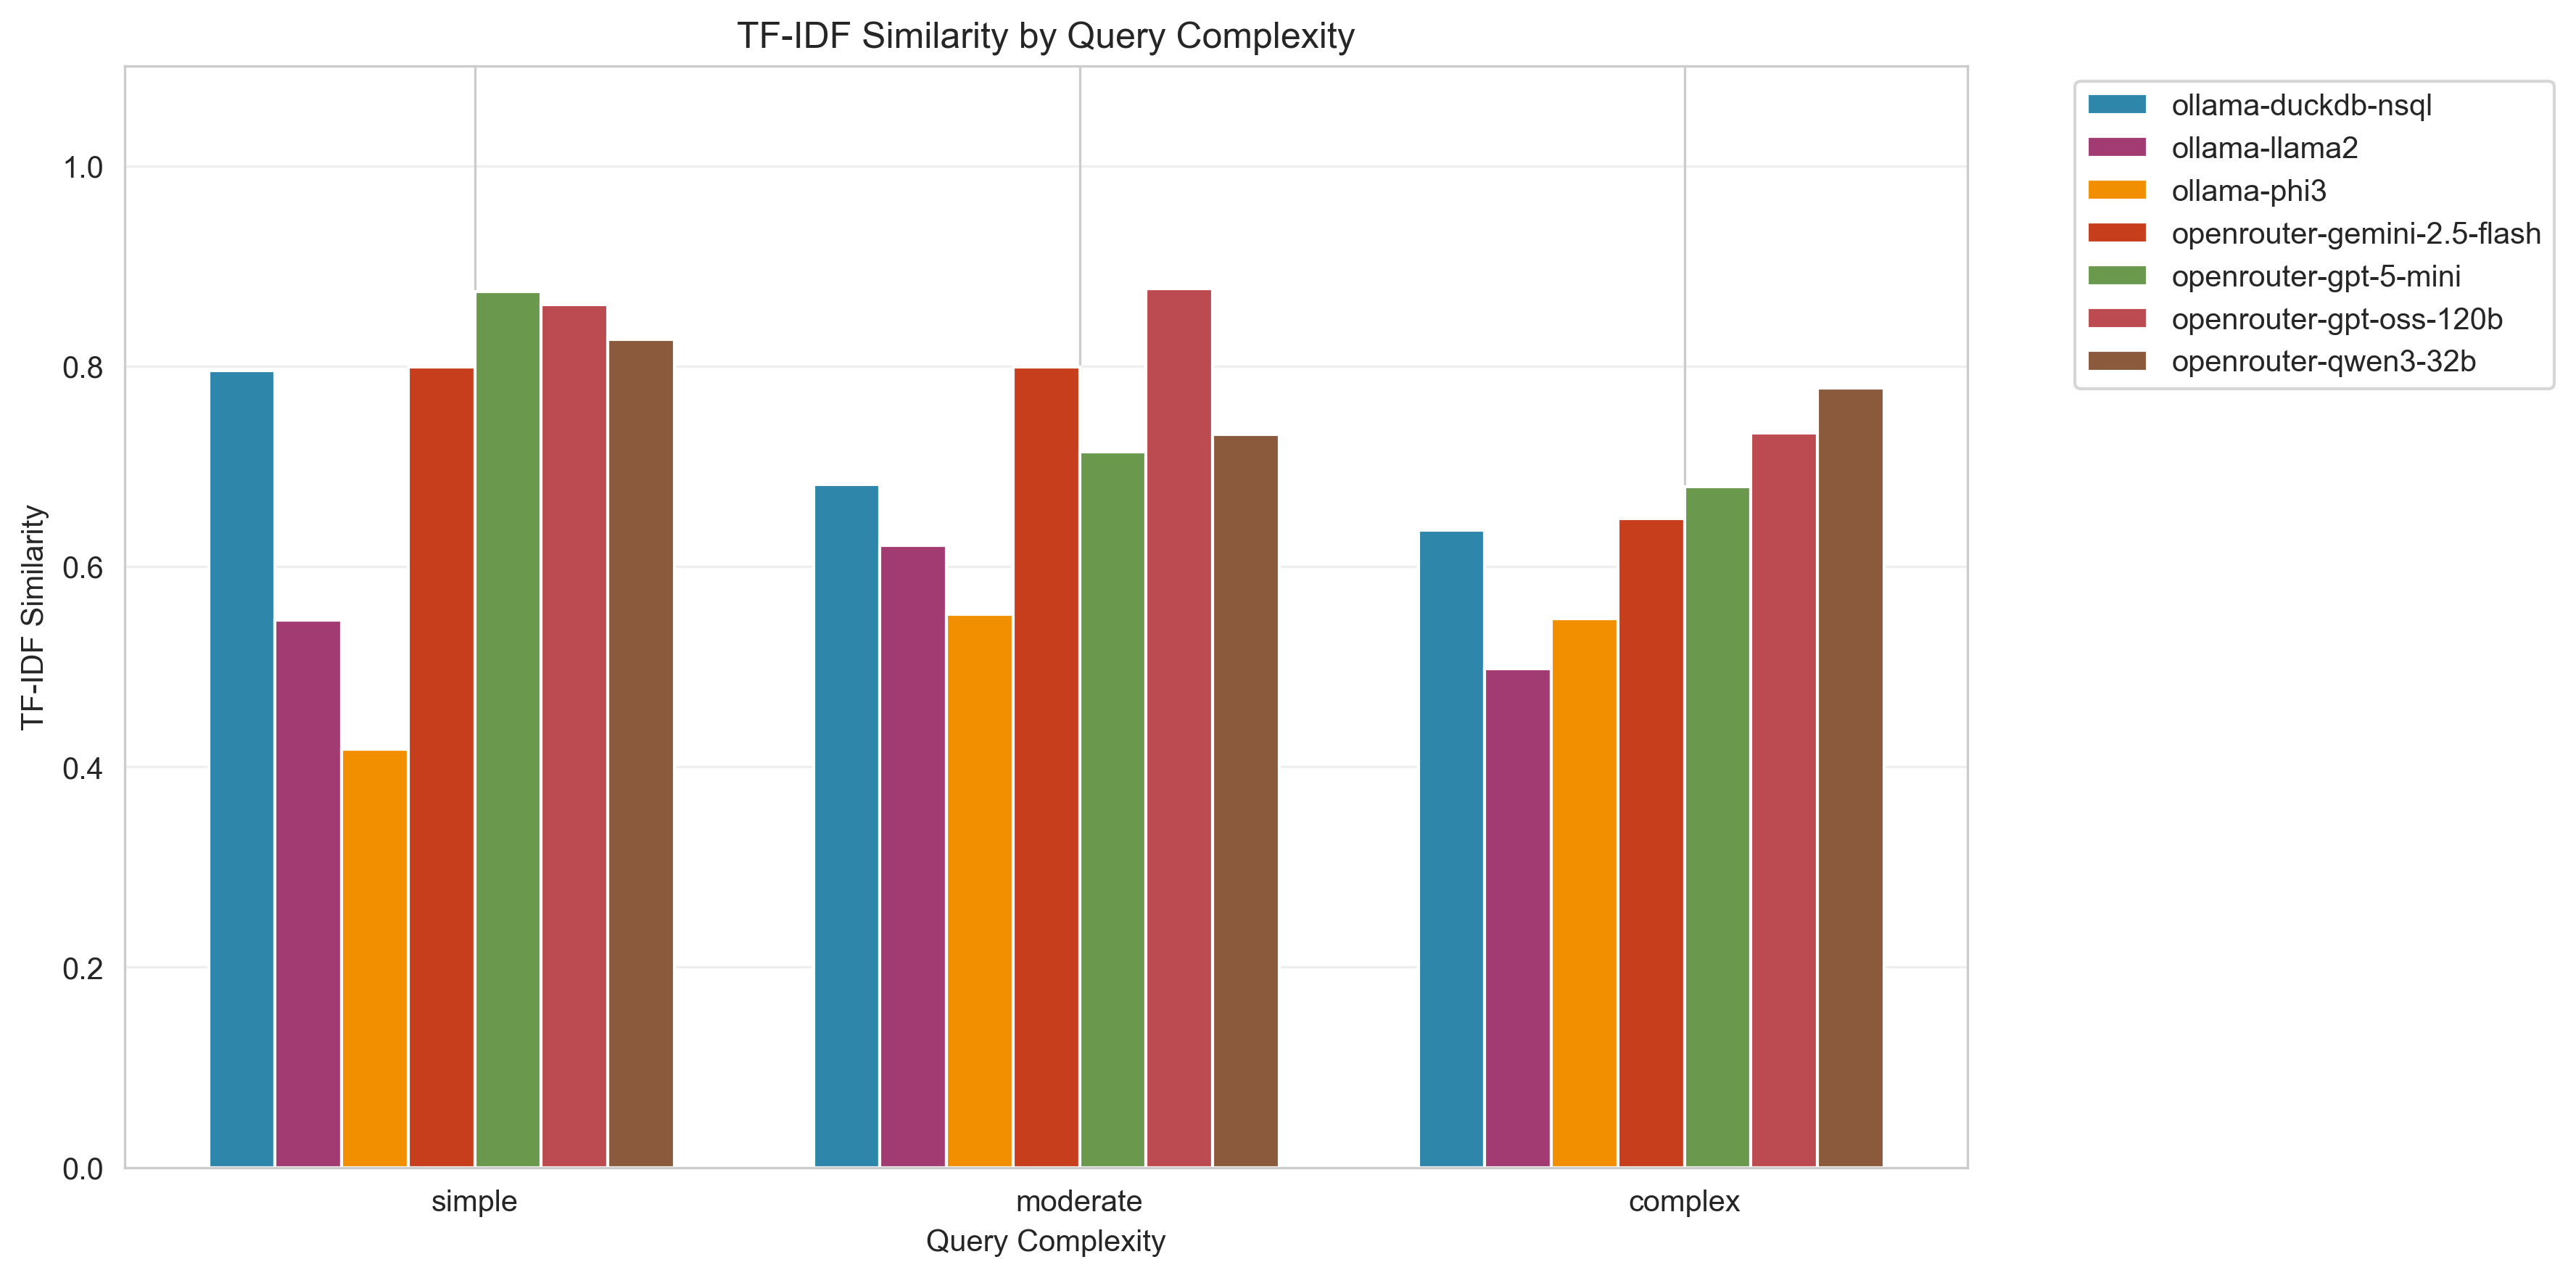 TF-IDF Similarity by Query Complexity
TF-IDF Similarity
1.0
0.8
0.6
0.4
0.2
0.0
simple
moderate
complex
Query Complexity
ollama-duckdb-nsql
ollama-llama2
ollama-phi3
openrouter-gemini-2.5-flash
openrouter-gpt-5-mini
openrouter-gpt-oss-120b
openrouter-qwen3-32b